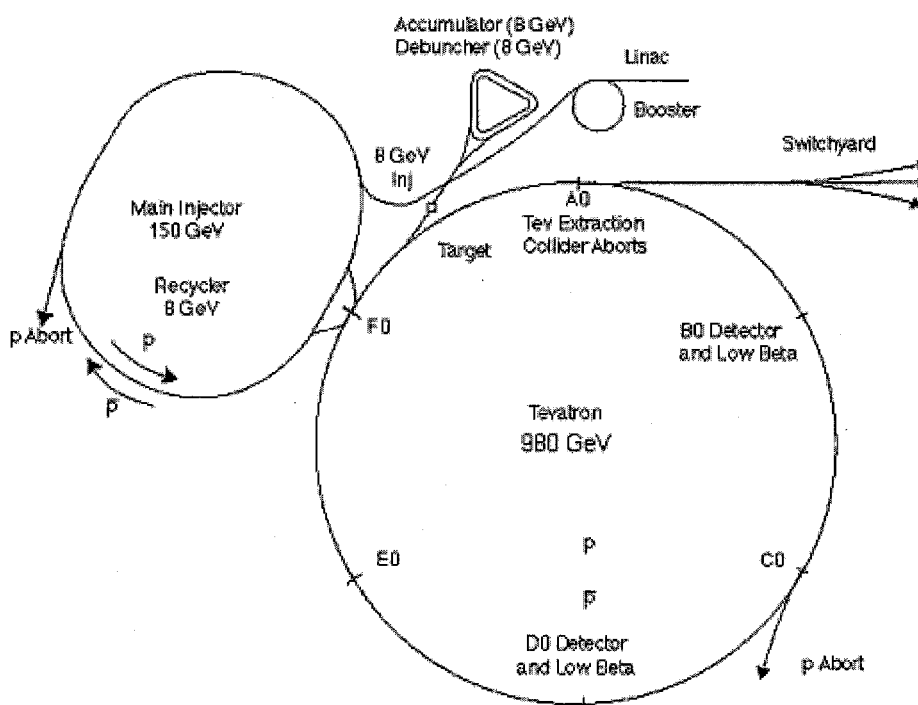 Accumulator (8 GeV)
Debuncher (8 GeV)
Linac
Booster
Switchyard
8 GeV
Inj
A0
Tev Extraction
Collider Aborts
Target
Main Injector
150 GeV
Recycler
8 GeV
F0
B0 Detector
and Low Beta
p Abort
p
p̅
Tevatron
980 GeV
E0
p
C0
p̅
D0 Detector
and Low Beta
p Abort